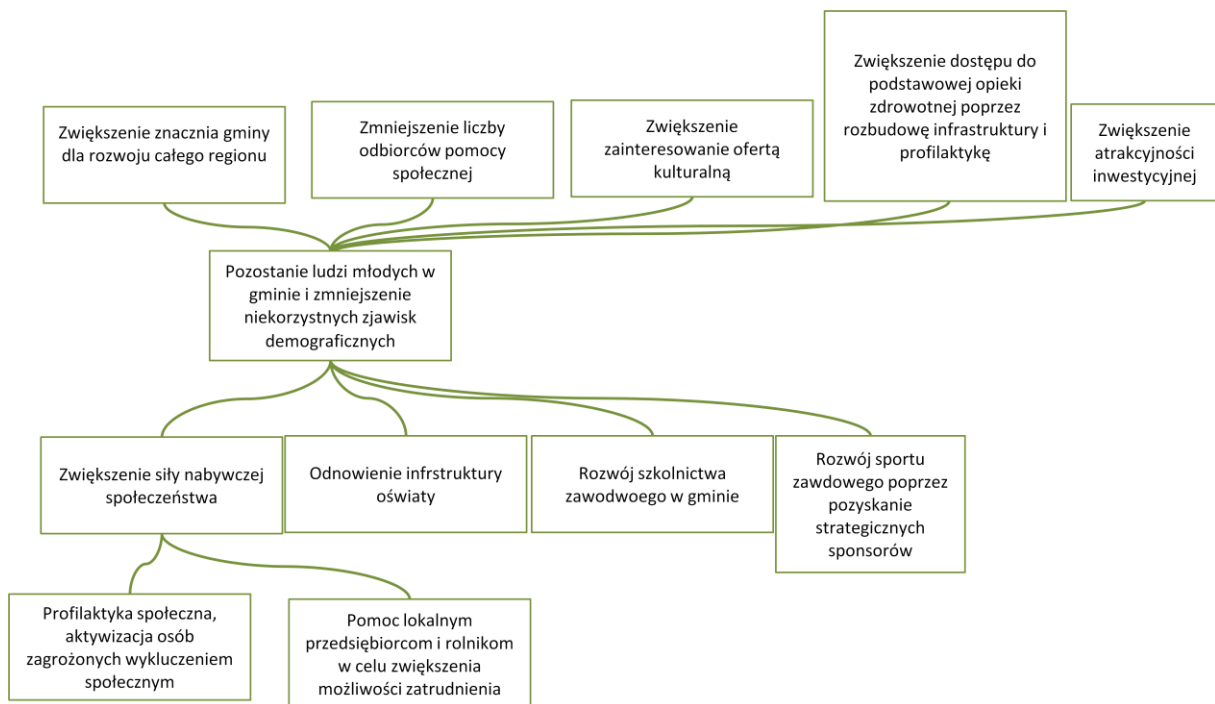 Zwiększenie znacznia gminy
dla rozwoju całego regionu
Zmniejszenie liczby
odbiorców pomocy
społecznej
Zwiększenie
zainteresowanie ofertą
kulturalną
Zwiększenie dostępu do
podstawowej opieki
zdrowotnej poprzez
rozbudowę infrastruktury i
profilaktykę
Zwiększenie
atrakcyjności
inwestycyjnej
Pozostanie ludzi młodych w
gminie i zmniejszenie
niekorzystnych zjawisk
demograficznych
Zwiększenie siły nabywczej
społeczeństwa
Odnowienie infrstruktury
oświaty
Rozwój szkolnictwa
zawodwoego w gminie
Rozwój sportu
zawdowego poprzez
pozyskanie
strategicznych
sponsorów
Profilaktyka społeczna,
aktywizacja osób
zagrożonych wykluczeniem
społecznym
Pomoc lokalnym
przedsiębiorcom i rolnikom
w celu zwiększenia
możliwości zatrudnienia